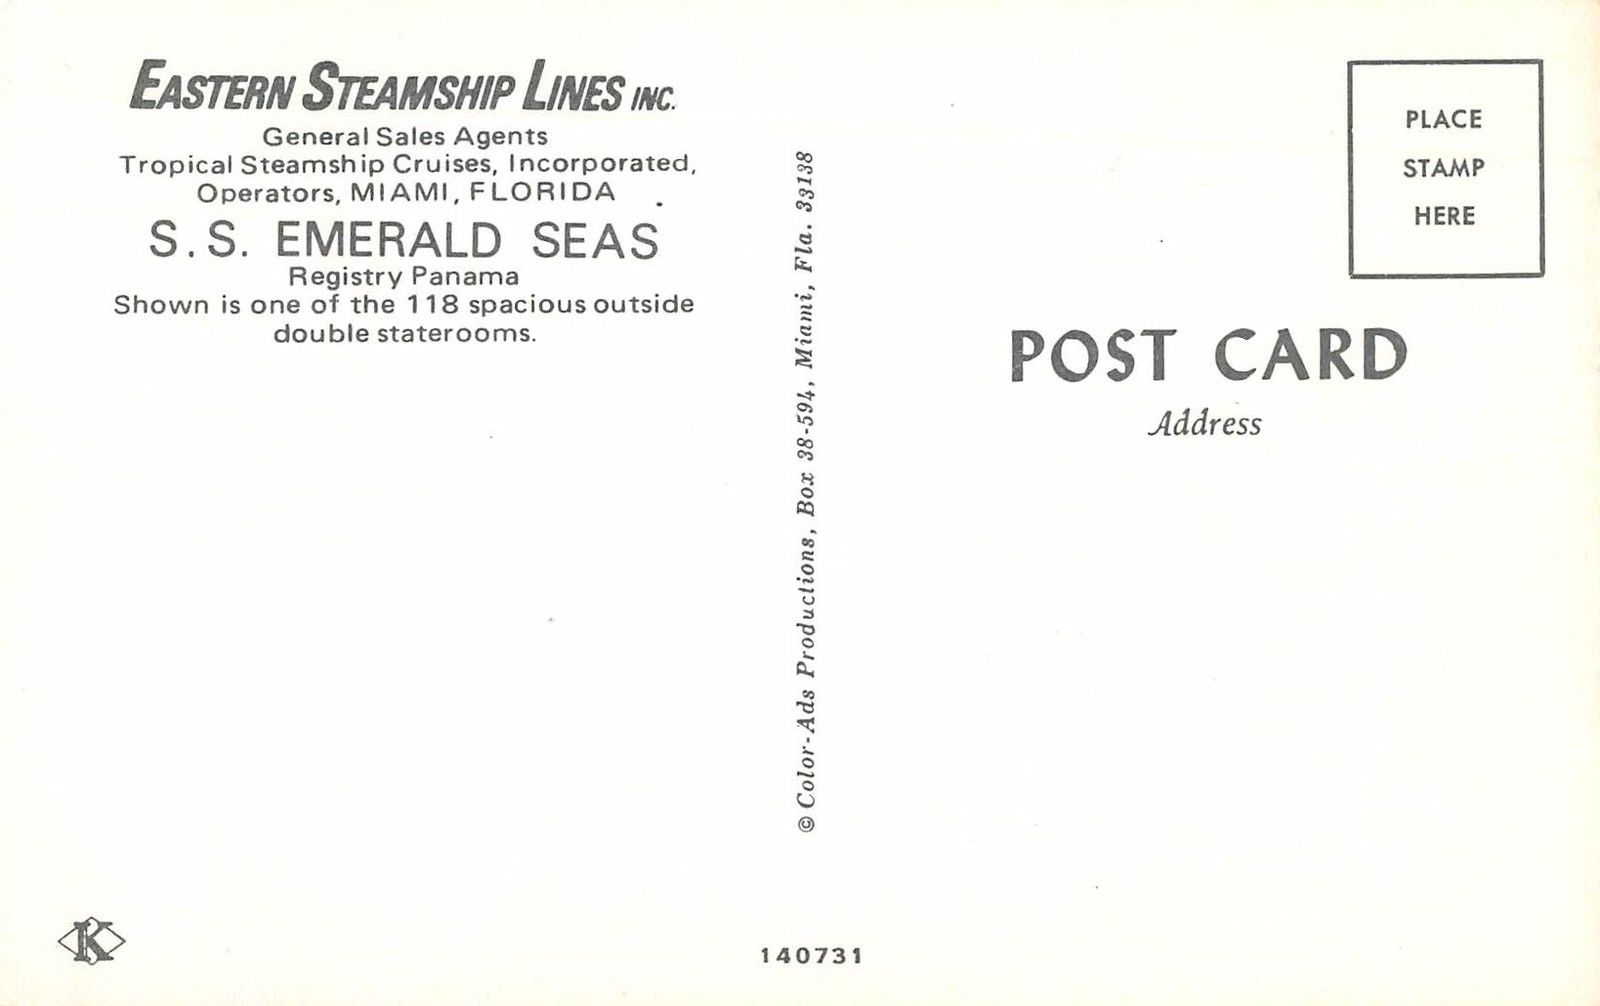 EASTERN STEAMSHIP LINES INC.
General Sales Agents
Tropical Steamship Cruises, Incorporated,
Operators, MIAMI, FLORIDA
S.S. EMERALD SEAS
Registry Panama
Shown is one of the 118 spacious outside
double staterooms.
© Color-Ads Productions, Box 38-594, Miami, Fla. 33138
PLACE
STAMP
HERE
POST CARD
Address
K
140731